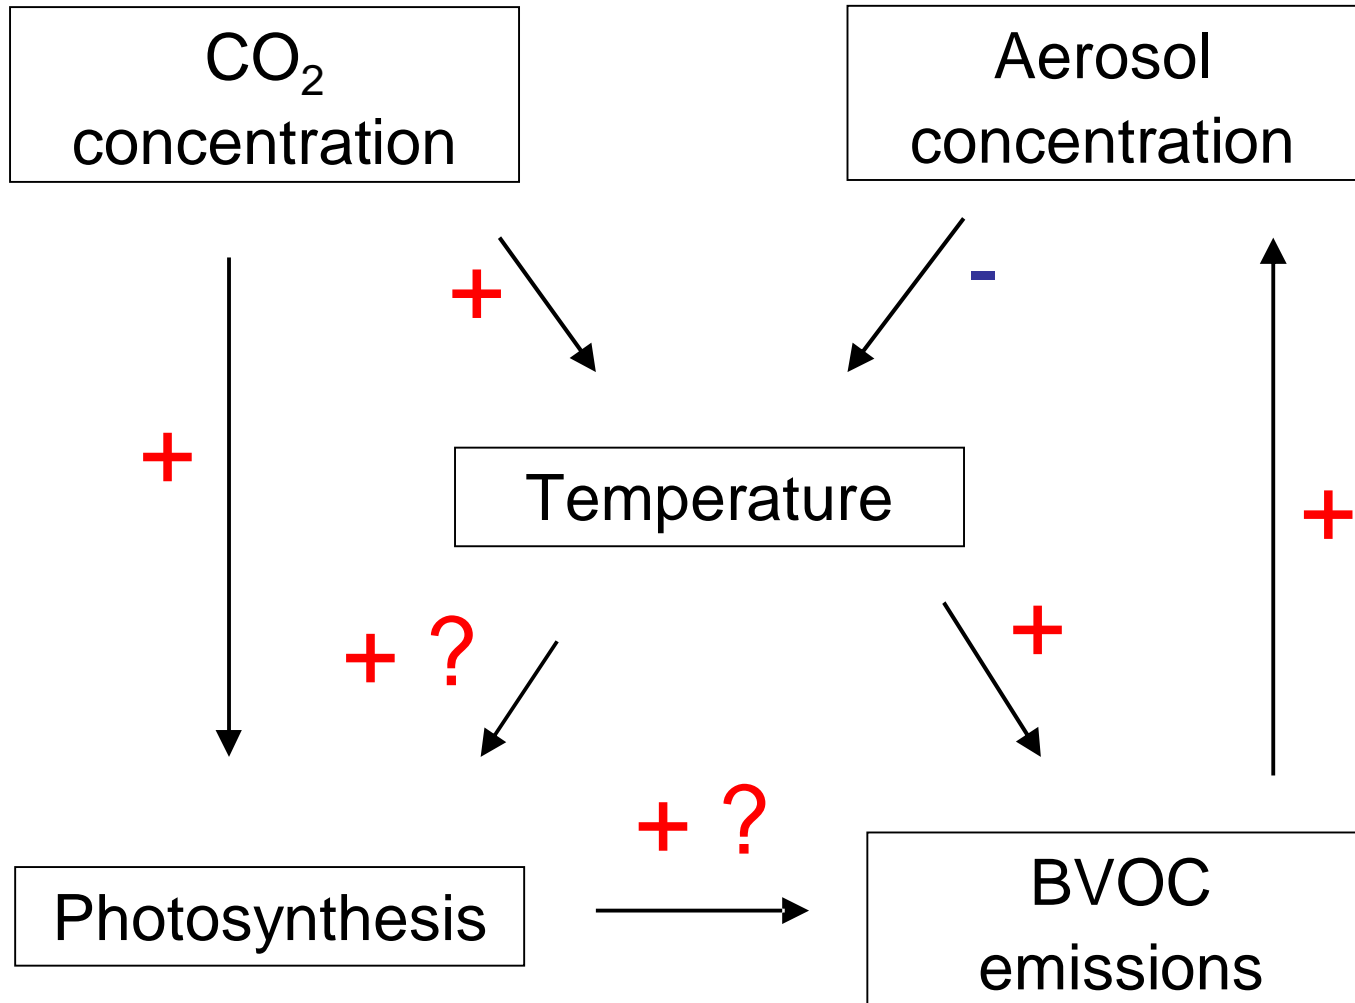 CO₂
concentration
Aerosol
concentration
+
-
+
Temperature
+
+ ?
+
+ ?
Photosynthesis
BVOC
emissions